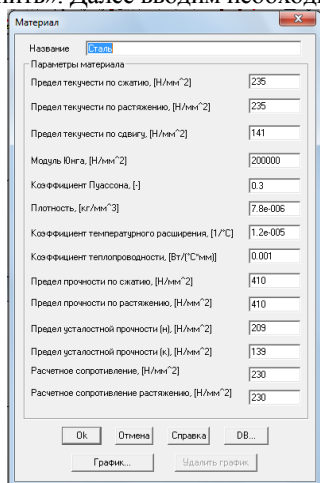 нить». Далее вводим необход
Материал
Название Сталь
Параметры материала
Предел текучести по сжатию, [Н/мм^2] 235
Предел текучести по растяжению, [Н/мм^2] 235
Предел текучести по сдвигу, [Н/мм^2] 141
Модуль Юнга, [Н/мм^2] 200000
Коэффициент Пуассона, [-] 0.3
Плотность, [кг/мм^3] 7.8e-006
Коэффициент температурного расширения, [1/°C] 1.2e-005
Коэффициент теплопроводности, [Вт/(°C*мм)] 0.001
Предел прочности по сжатию, [Н/мм^2] 410
Предел прочности по растяжению, [Н/мм^2] 410
Предел усталостной прочности (н), [Н/мм^2] 209
Предел усталостной прочности (к), [Н/мм^2] 139
Расчетное сопротивление, [Н/мм^2] 230
Расчетное сопротивление растяжению, [Н/мм^2] 230
Ok Отмена Справка DB...
График... Удалить график